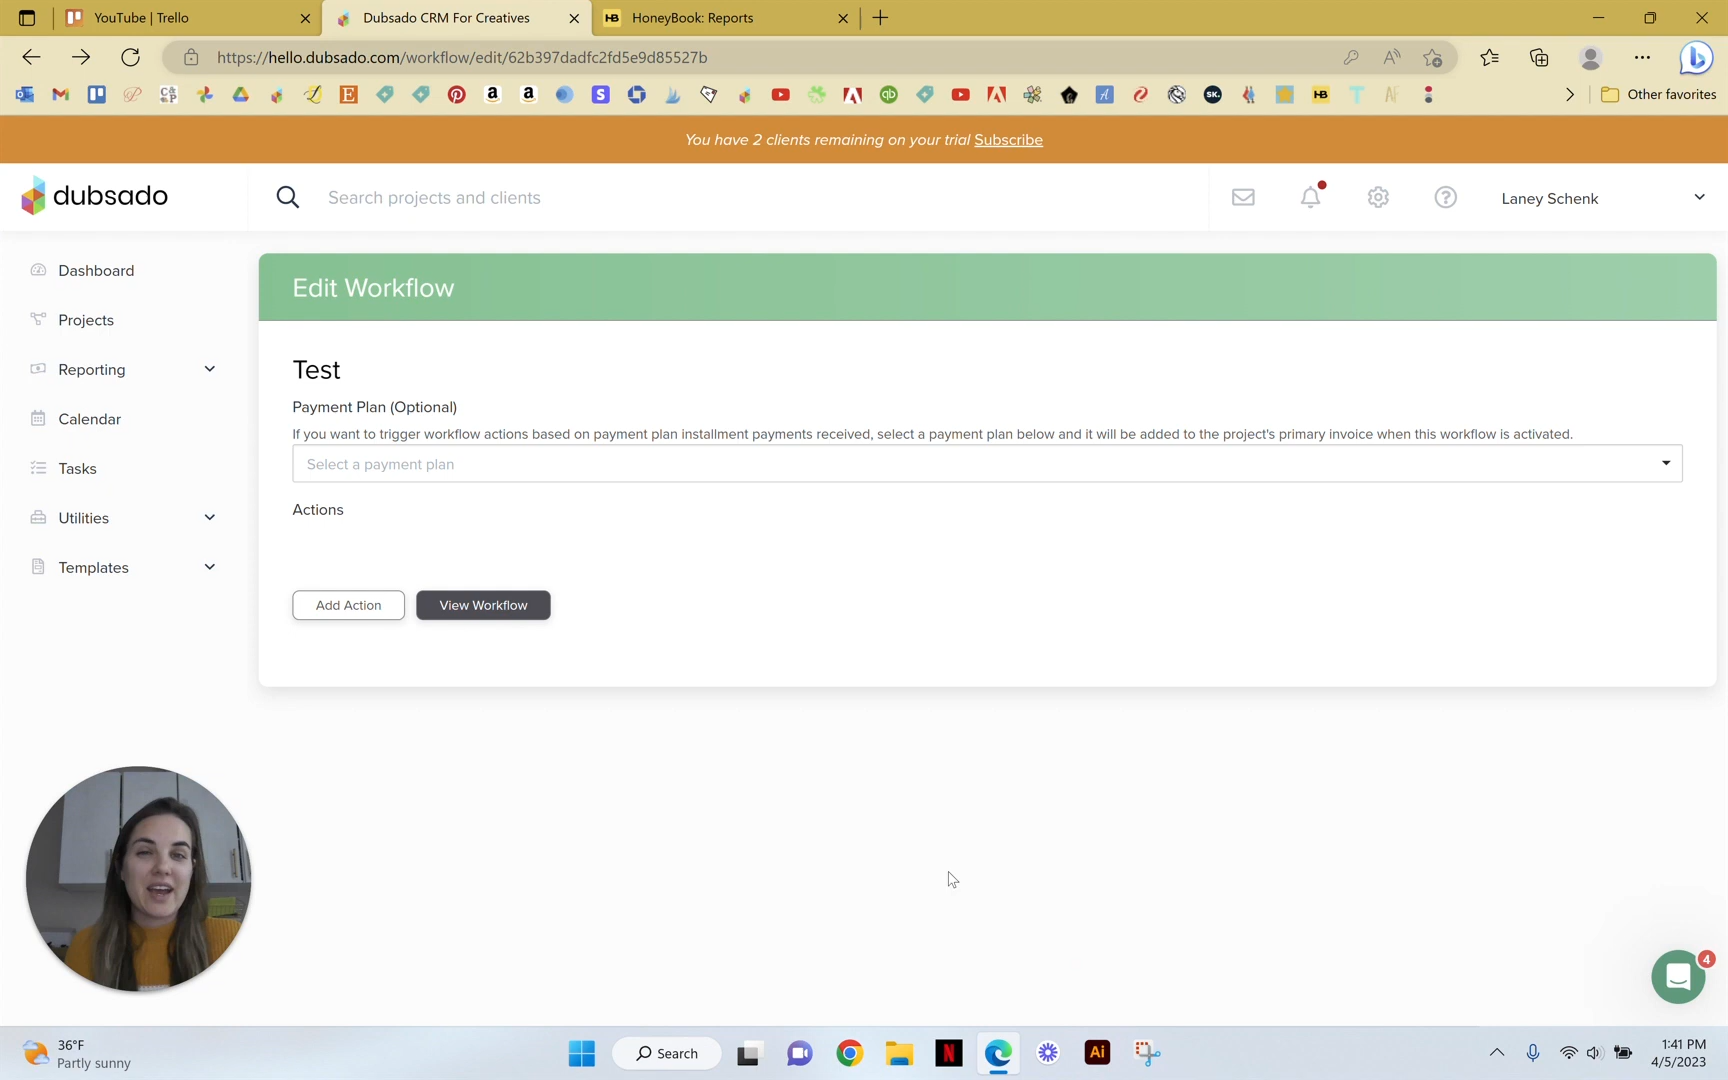 YouTube | Trello
Dubsado CRM For Creatives
HoneyBook: Reports
https://hello.dubsado.com/workflow/edit/62b397dadfc2fd5e9d85527b
Other favorites
You have 2 clients remaining on your trial Subscribe
dubsado
Search projects and clients
Laney Schenk
Dashboard
Projects
Reporting
Calendar
Tasks
Utilities
Templates
Edit Workflow
Test
Payment Plan (Optional)
If you want to trigger workflow actions based on payment plan installment payments received, select a payment plan below and it will be added to the project's primary invoice when this workflow is activated.
Select a payment plan
Actions
Add Action
View Workflow
4
36°F
Partly sunny
Search
1:41 PM
4/5/2023